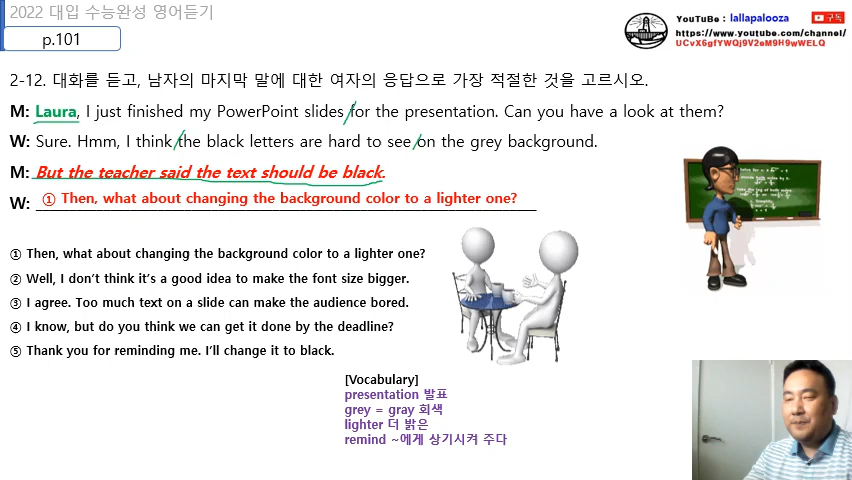 2022 대입 수능완성 영어듣기
p.101
YouTuBe : lallapalooza
구독
https://www.youtube.com/channel/
UCvX6gfYWQj9V2eM9H9wWELQ
2-12. 대화를 듣고, 남자의 마지막 말에 대한 여자의 응답으로 가장 적절한 것을 고르시오.
M: Laura, I just finished my PowerPoint slides for the presentation. Can you have a look at them?
W: Sure. Hmm, I think the black letters are hard to see on the grey background.
M: But the teacher said the text should be black.
W: ① Then, what about changing the background color to a lighter one?
① Then, what about changing the background color to a lighter one?
② Well, I don’t think it’s a good idea to make the font size bigger.
③ I agree. Too much text on a slide can make the audience bored.
④ I know, but do you think we can get it done by the deadline?
⑤ Thank you for reminding me. I’ll change it to black.
[Vocabulary]
presentation 발표
grey = gray 회색
lighter 더 밝은
remind ~에게 상기시켜 주다